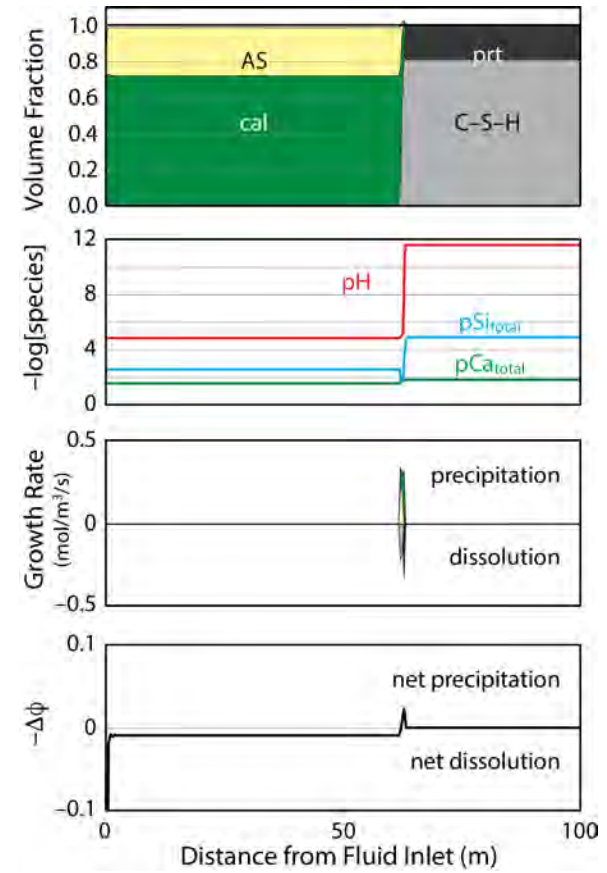 Volume Fraction
1.0
0.8
0.6
0.4
0.2
0.0
AS
cal
prt
C–S–H
–log[species]
12
8
4
0
pH
pSitotal
pCatotal
Growth Rate
(mol/m³/s)
0.5
0
–0.5
precipitation
dissolution
–Δϕ
0.1
0
–0.1
net precipitation
net dissolution
0
50
100
Distance from Fluid Inlet (m)